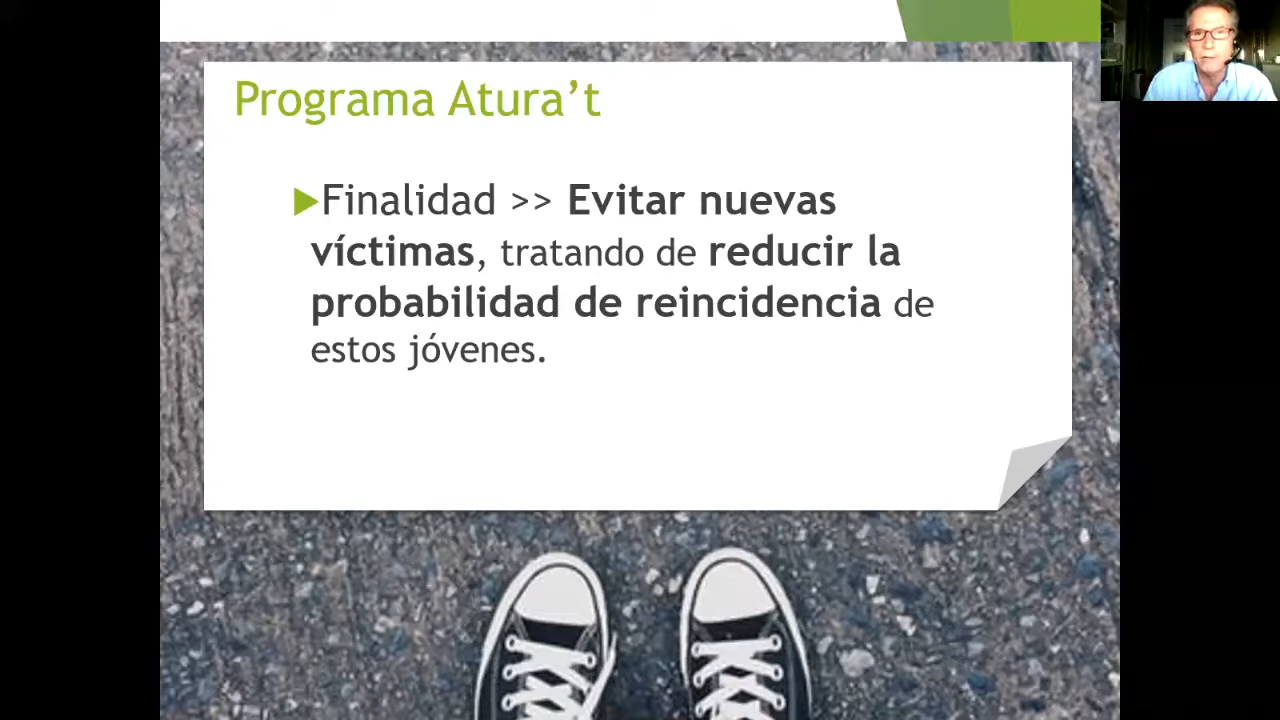 Programa Atura’t
Finalidad >> Evitar nuevas
víctimas, tratando de reducir la
probabilidad de reincidencia de
estos jóvenes.